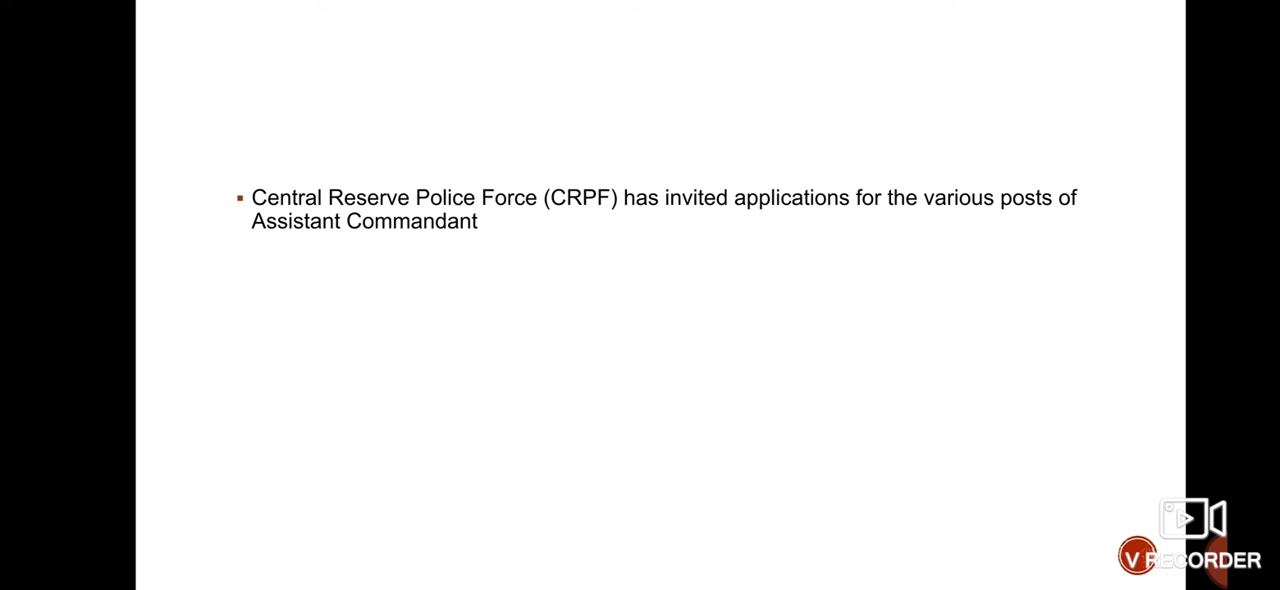 ▪ Central Reserve Police Force (CRPF) has invited applications for the various posts of
Assistant Commandant
V RECORDER